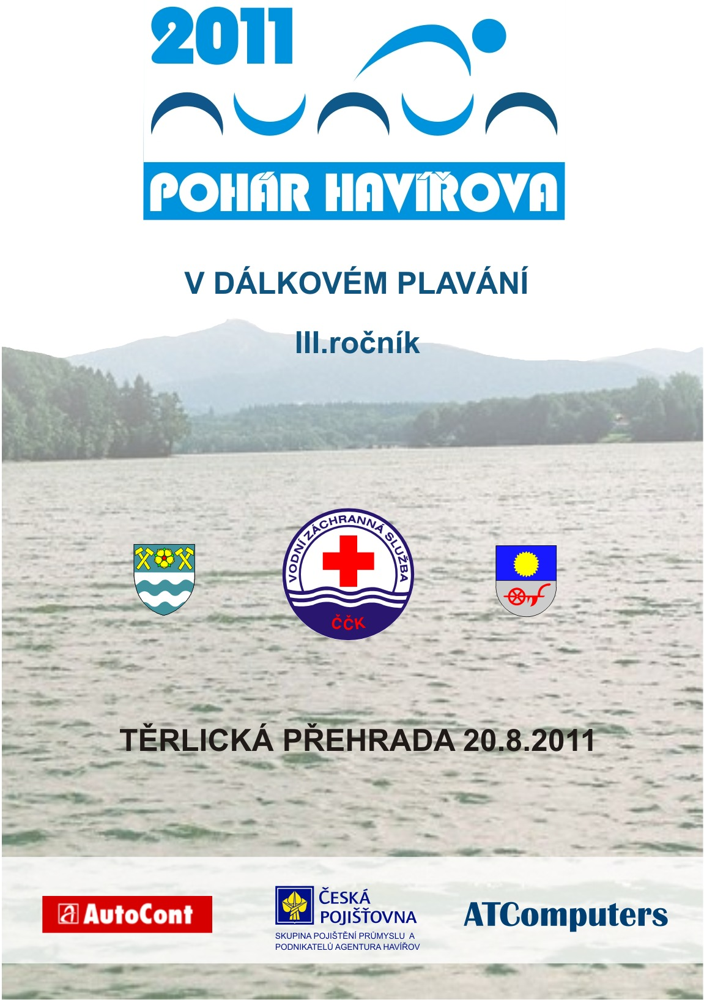 2011
POHÁR HAVÍŘOVA
V DÁLKOVÉM PLAVÁNÍ
III.ročník
VODNÍ ZÁCHRANNÁ SLUŽBA
ČČK
TĚRLICKÁ PŘEHRADA 20.8.2011
AutoCont
ČESKÁ
POJIŠŤOVNA
SKUPINA POJIŠTĚNÍ PRŮMYSLU A
PODNIKATELŮ AGENTURA HAVÍŘOV
ATComputers